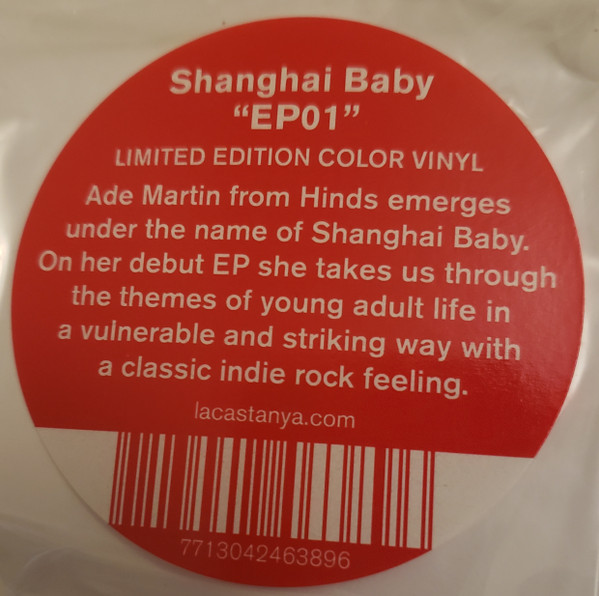 Shanghai Baby
“EP01”
LIMITED EDITION COLOR VINYL
Ade Martin from Hinds emerges
under the name of Shanghai Baby.
On her debut EP she takes us through
the themes of young adult life in
a vulnerable and striking way with
a classic indie rock feeling.
lacastanya.com
7713042463896